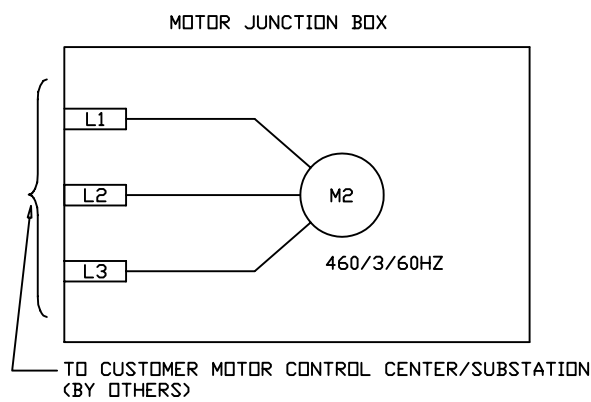 MOTOR JUNCTION BOX
L1
L2
M2
L3
460/3/60HZ
TO CUSTOMER MOTOR CONTROL CENTER/SUBSTATION
(BY OTHERS)